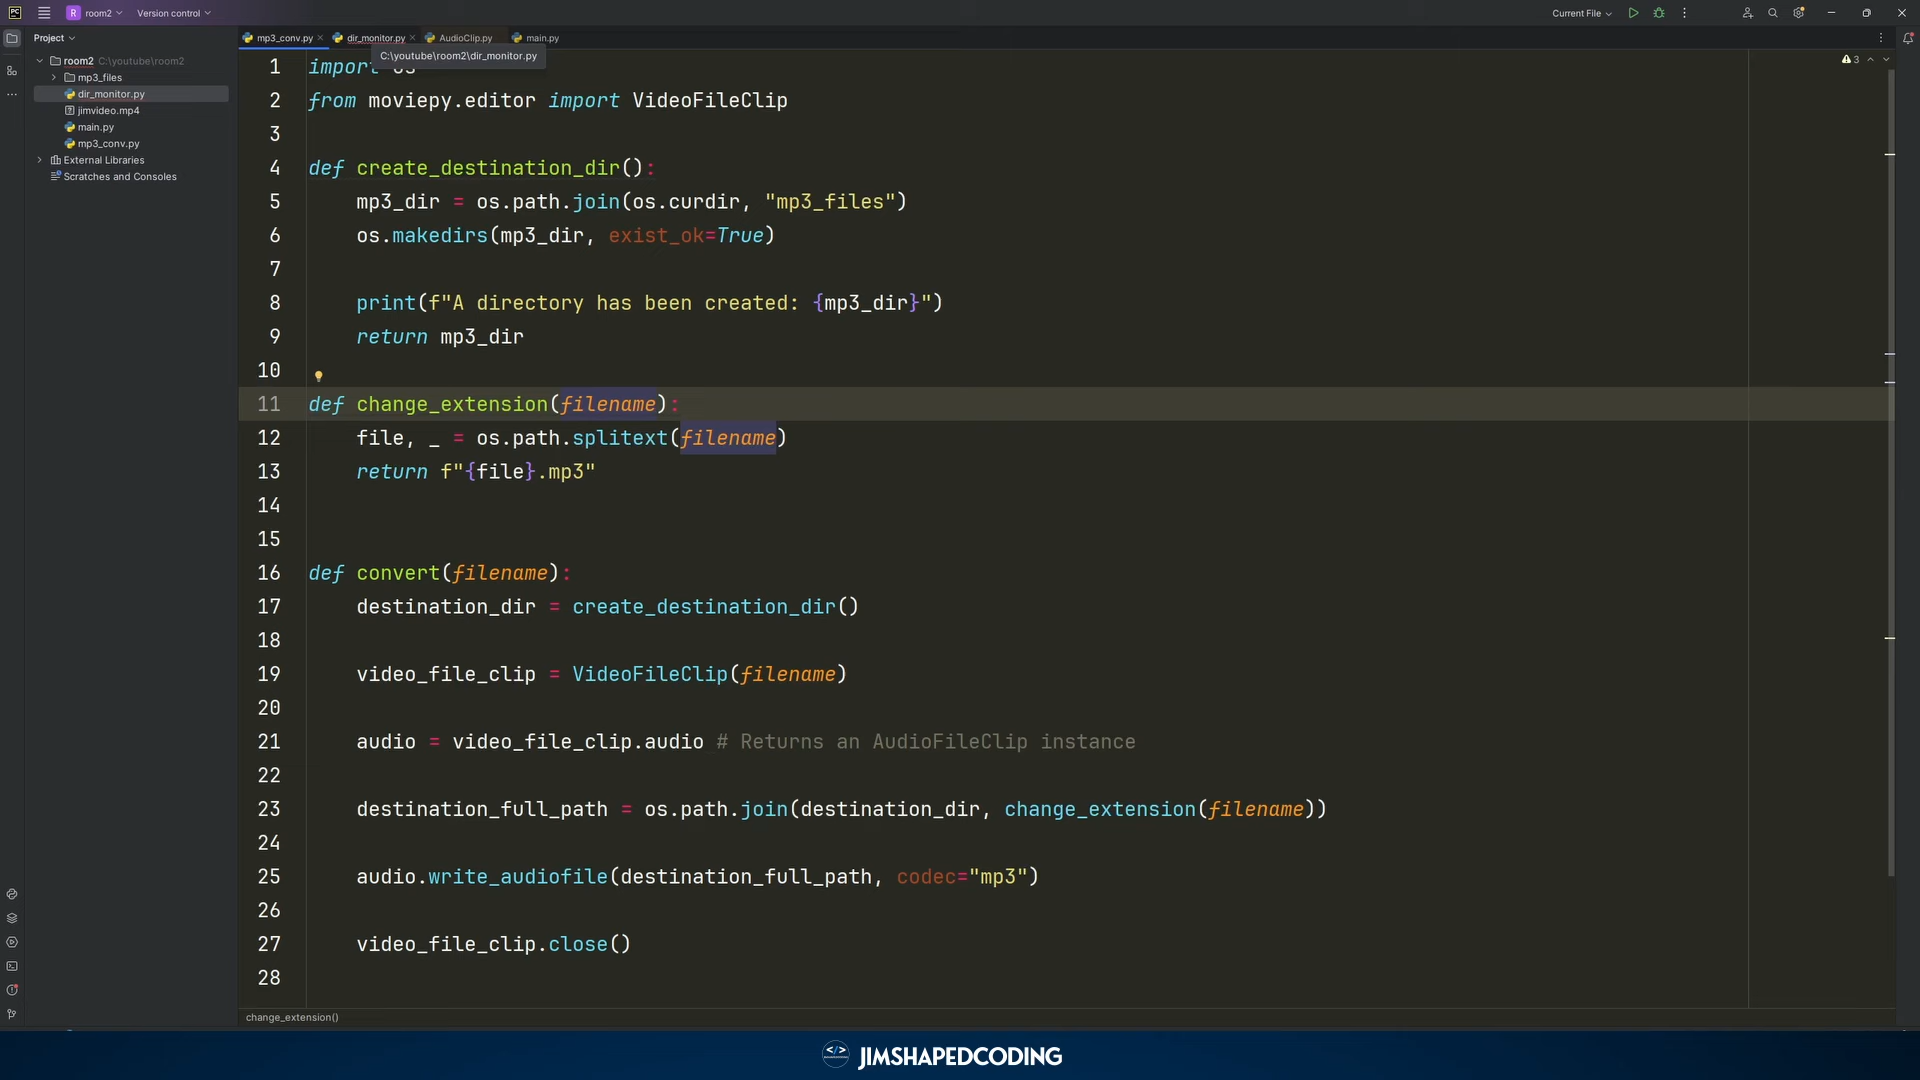 PC
R room2 Version control
Current File
Project
mp3_conv.py dir_monitor.py AudioClip.py main.py
C:\youtube\room2\dir_monitor.py
room2 C:\youtube\room2
mp3_files
dir_monitor.py
jimvideo.mp4
main.py
mp3_conv.py
External Libraries
Scratches and Consoles
3
1 import os
2 from moviepy.editor import VideoFileClip
3
4 def create_destination_dir():
5 mp3_dir = os.path.join(os.curdir, "mp3_files")
6 os.makedirs(mp3_dir, exist_ok=True)
7
8 print(f"A directory has been created: {mp3_dir}")
9 return mp3_dir
10
11 def change_extension(filename):
12 file, _ = os.path.splitext(filename)
13 return f"{file}.mp3"
14
15
16 def convert(filename):
17 destination_dir = create_destination_dir()
18
19 video_file_clip = VideoFileClip(filename)
20
21 audio = video_file_clip.audio # Returns an AudioFileClip instance
22
23 destination_full_path = os.path.join(destination_dir, change_extension(filename))
24
25 audio.write_audiofile(destination_full_path, codec="mp3")
26
27 video_file_clip.close()
28
change_extension()
</> JIMSHAPEDCODING